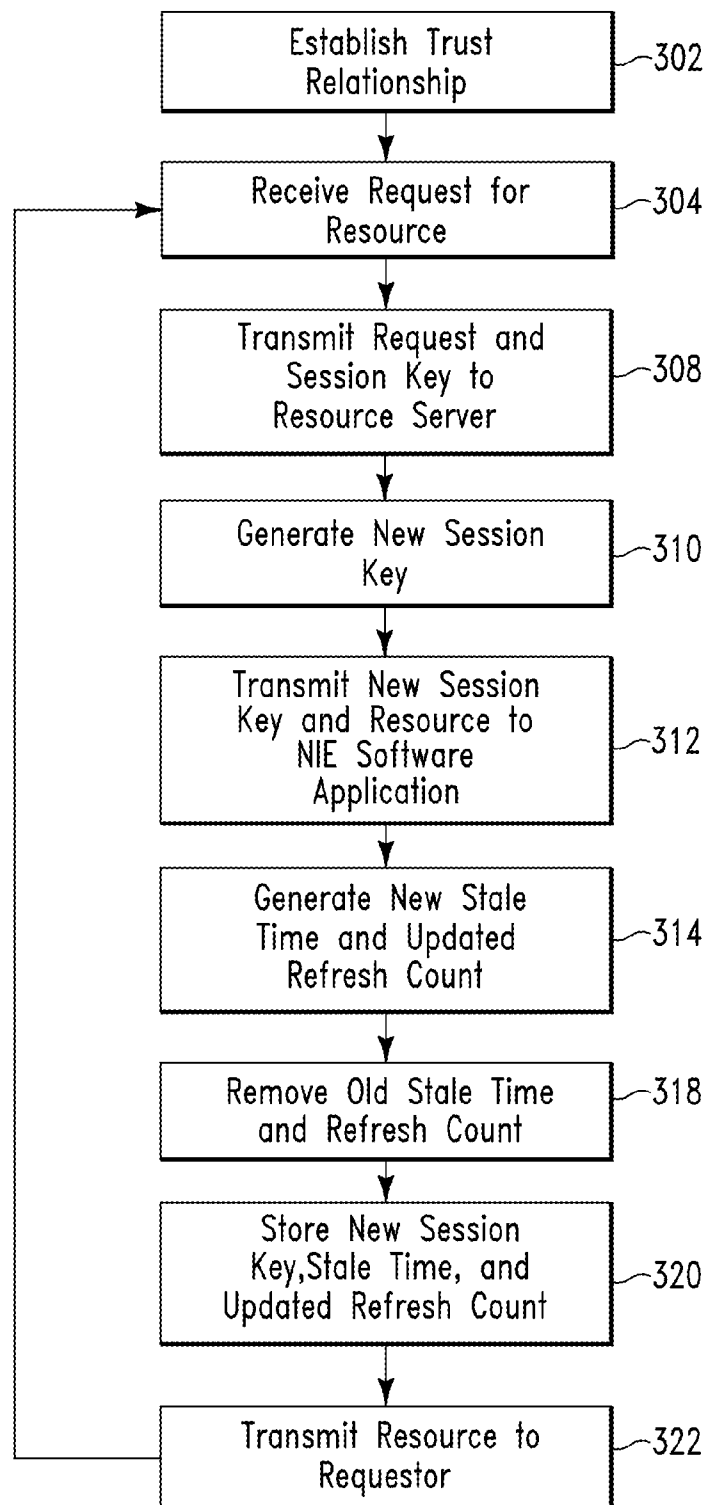 Establish Trust
Relationship
302
Receive Request for
Resource
304
Transmit Request and
Session Key to
Resource Server
308
Generate New Session
Key
310
Transmit New Session
Key and Resource to
NIE Software
Application
312
Generate New Stale
Time and Updated
Refresh Count
314
Remove Old Stale Time
and Refresh Count
318
Store New Session
Key,Stale Time, and
Updated Refresh Count
320
Transmit Resource to
Requestor
322